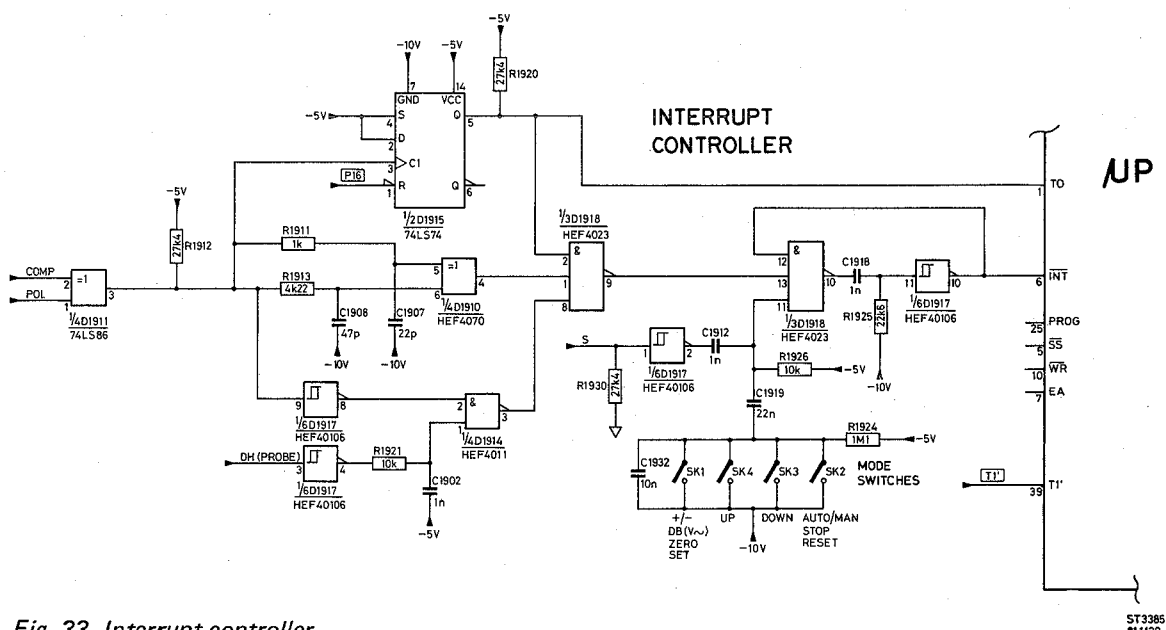 INTERRUPT
CONTROLLER
-5V
27k4
R1920
-10V
-5V
7
14
GND
VCC
-5V
S
4
D
2
C1
3
P16
R
1
Q
5
Q
6
1/2D1915
74LS74
-5V
27k4
R1912
COMP
POL
2
1
=1
3
1/4D1911
74LS86
R1911
1k
R1913
4k22
C1908
47p
-10V
C1907
22p
-10V
5
6
=1
4
1/4D1910
HEF4070
1/3D1918
HEF4023
&
2
1
8
9
&
12
13
11
10
1/3D1918
HEF4023
C1918
1n
R1925
22k6
-10V
11
10
1/6D1917
HEF40106
S
R1930
27k4
1
2
1/6D1917
HEF40106
C1912
1n
R1926
10k
-5V
C1919
22n
R1924
1M1
-5V
C1932
10n
SK1
SK4
SK3
SK2
MODE
SWITCHES
+/-
DB(V~)
ZERO
SET
UP
DOWN
AUTO/MAN
STOP
RESET
-10V
9
8
1/6D1917
HEF40106
DH (PROBE)
3
4
1/6D1917
HEF40106
R1921
10k
C1902
1n
-5V
2
1
&
3
1/4D1914
HEF4011
µP
TO
1
INT
6
PROG
25
SS
5
WR
10
EA
7
T1'
T1'
39
Fig. 33. Interrupt controller
ST3385